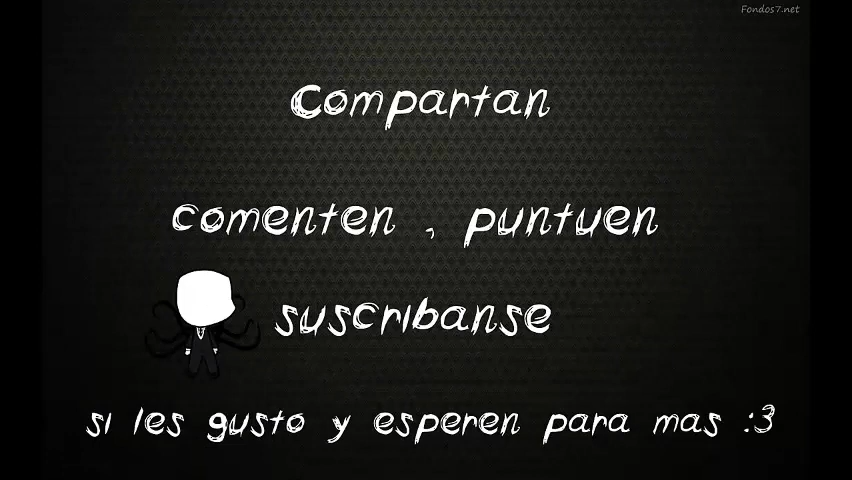 Fondos7.net
Compartan
comenten , puntuen
suscribanse
si les gusto y esperen para mas :3